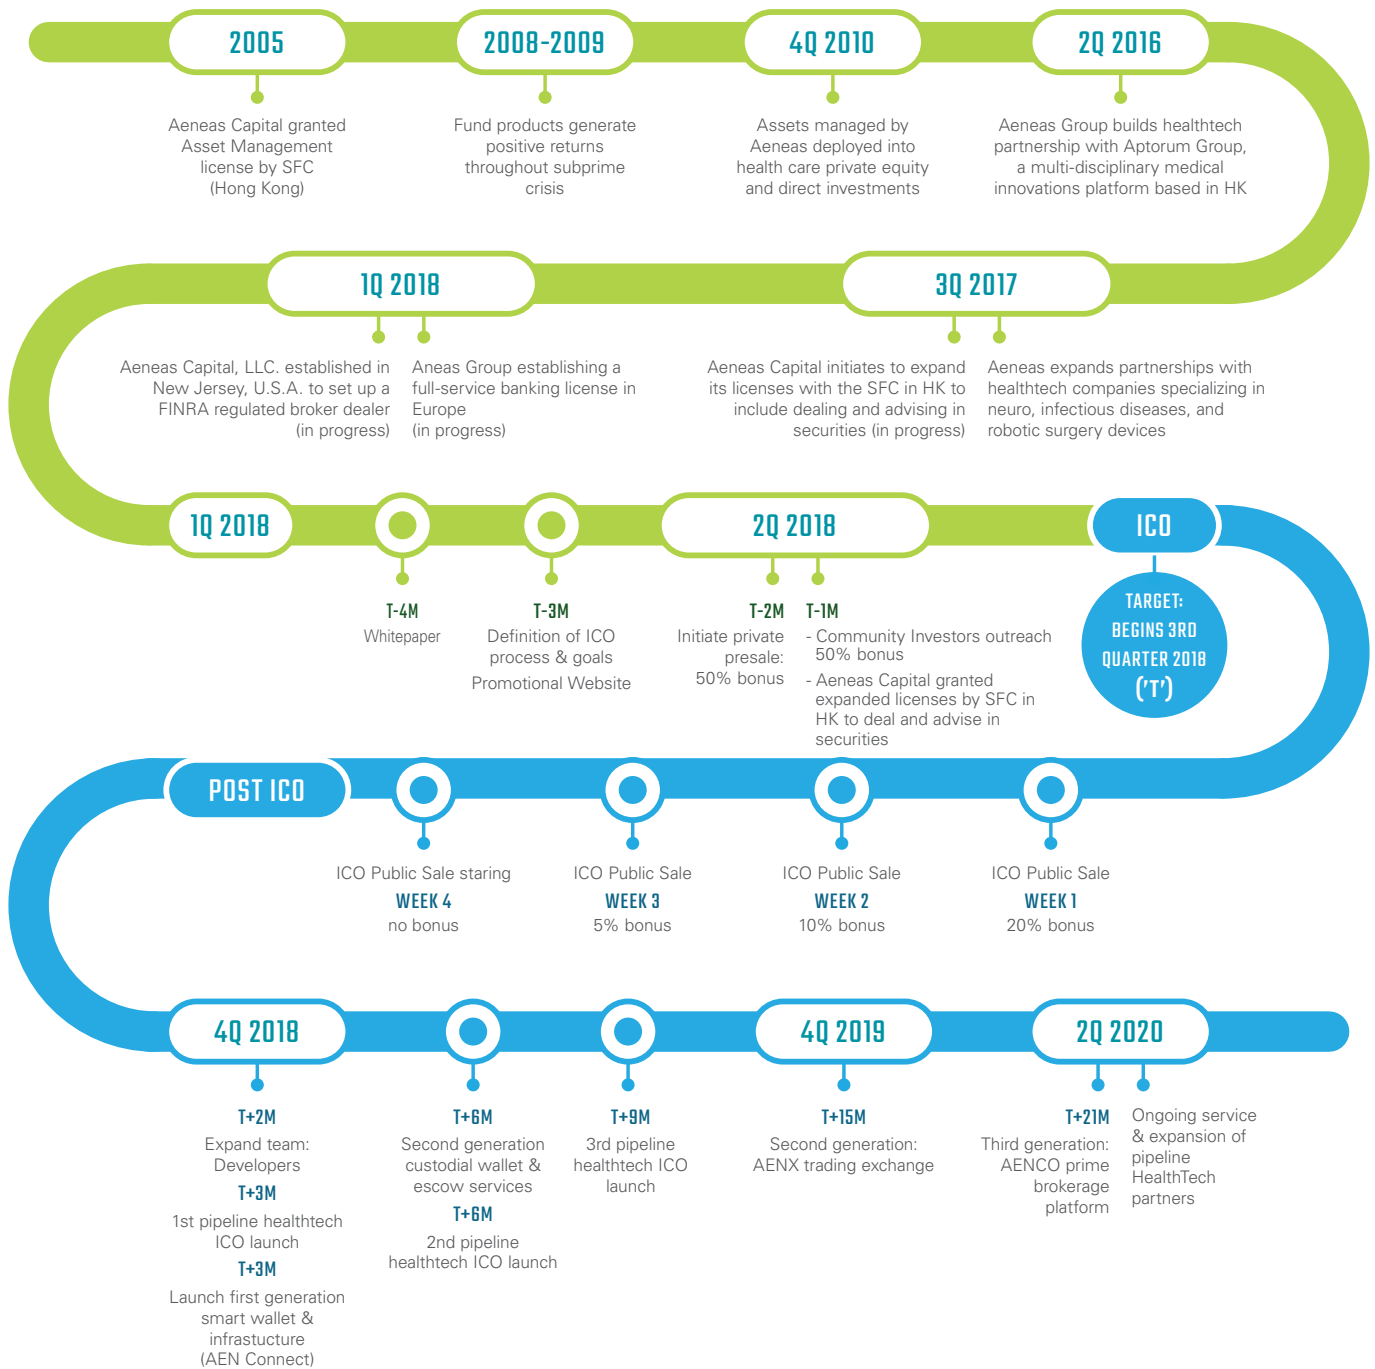 2005
Aeneas Capital granted
Asset Management
license by SFC
(Hong Kong)
2008-2009
Fund products generate
positive returns
throughout subprime
crisis
4Q 2010
Assets managed by
Aeneas deployed into
health care private equity
and direct investments
2Q 2016
Aeneas Group builds healthtech
partnership with Aptorum Group,
a multi-disciplinary medical
innovations platform based in HK
1Q 2018
Aeneas Capital, LLC. established in
New Jersey, U.S.A. to set up a
FINRA regulated broker dealer
(in progress)
Aneas Group establishing a
full-service banking license in
Europe
(in progress)
3Q 2017
Aeneas Capital initiates to expand
its licenses with the SFC in HK to
include dealing and advising in
securities (in progress)
Aeneas expands partnerships with
healthtech companies specializing in
neuro, infectious diseases, and
robotic surgery devices
1Q 2018
T-4M
Whitepaper
T-3M
Definition of ICO
process & goals
Promotional Website
2Q 2018
T-2M
Initiate private
presale:
50% bonus
T-1M
- Community Investors outreach
50% bonus
- Aeneas Capital granted
expanded licenses by SFC in
HK to deal and advise in
securities
ICO
TARGET:
BEGINS 3RD
QUARTER 2018
('T')
POST ICO
ICO Public Sale staring
WEEK 4
no bonus
ICO Public Sale
WEEK 3
5% bonus
ICO Public Sale
WEEK 2
10% bonus
ICO Public Sale
WEEK 1
20% bonus
4Q 2018
T+2M
Expand team:
Developers
T+3M
1st pipeline healthtech
ICO launch
T+3M
Launch first generation
smart wallet &
infrastucture
(AEN Connect)
T+6M
Second generation
custodial wallet &
escow services
T+6M
2nd pipeline
healthtech ICO launch
T+9M
3rd pipeline
healthtech ICO
launch
4Q 2019
T+15M
Second generation:
AENX trading exchange
2Q 2020
T+21M
Third generation:
AENCO prime
brokerage
platform
Ongoing service
& expansion of
pipeline
HealthTech
partners